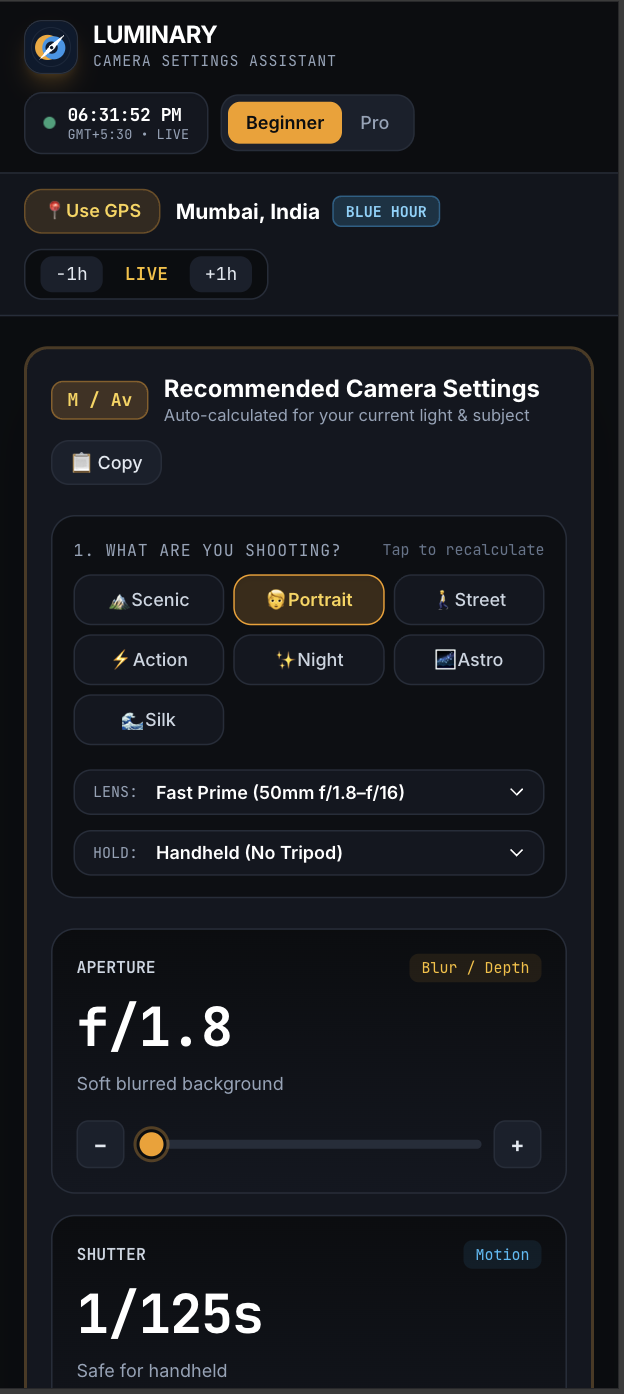 LUMINARY
CAMERA SETTINGS ASSISTANT
06:31:52 PM
GMT+5:30 • LIVE
Beginner
Pro
📍Use GPS
Mumbai, India
BLUE HOUR
-1h
LIVE
+1h
M / Av
Recommended Camera Settings
Auto-calculated for your current light & subject
📋 Copy
1. WHAT ARE YOU SHOOTING?
Tap to recalculate
Scenic
Portrait
Street
Action
Night
Astro
Silk
LENS: Fast Prime (50mm f/1.8–f/16)
HOLD: Handheld (No Tripod)
APERTURE
Blur / Depth
f/1.8
Soft blurred background
−
+
SHUTTER
Motion
1/125s
Safe for handheld